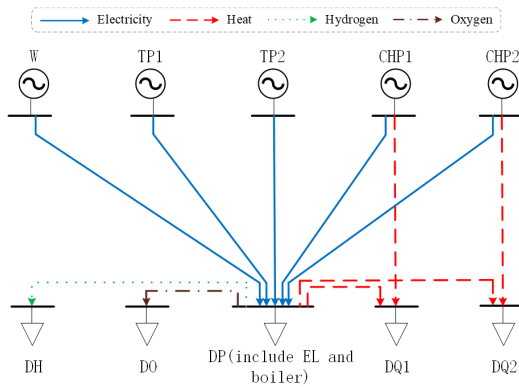 Electricity Heat Hydrogen Oxygen
W TP1 TP2 CHP1 CHP2
DH DO DP(include EL and boiler) DQ1 DQ2